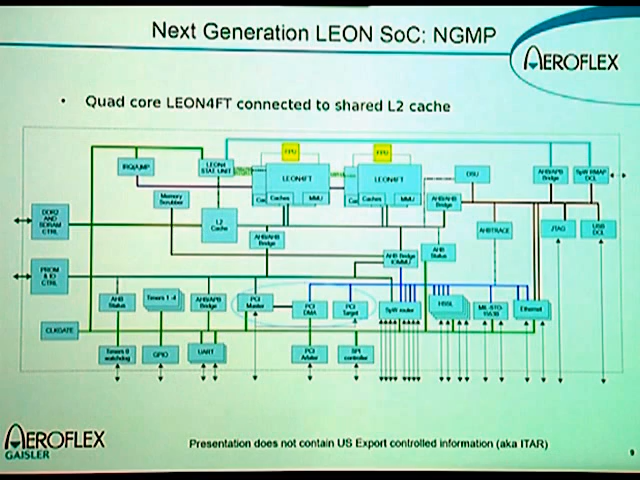 Next Generation LEON SoC: NGMP
AEROFLEX
• Quad core LEON4FT connected to shared L2 cache
IRQ/AMP
LEON4
STAT. UNIT
FPU
FPU
LEON4FT
LEON4FT
Caches
MMU
Caches
MMU
DSU
AHB/APB
Bridge
SpW RMAP
DCL
Memory
Scrubber
AHB/AHB
Bridge
DDR2
AND
SDRAM
CTRL
L2
Cache
AHB/AHB
Bridge
AHB
Status
AHBTRACE
JTAG
USB
DCL
AHB Bridge
IOMMU
PROM
& IO
CTRL
AHB
Status
Timers 1-4
AHB/APB
Bridge
PCI
Master
PCI
DMA
PCI
Target
SpW router
HSSL
MIL-STD-
1553B
Ethernet
CLKGATE
Timers 0
watchdog
GPIO
UART
PCI
Arbiter
SPI
controller
AEROFLEX
GAISLER
Presentation does not contain US Export controlled information (aka ITAR)
9